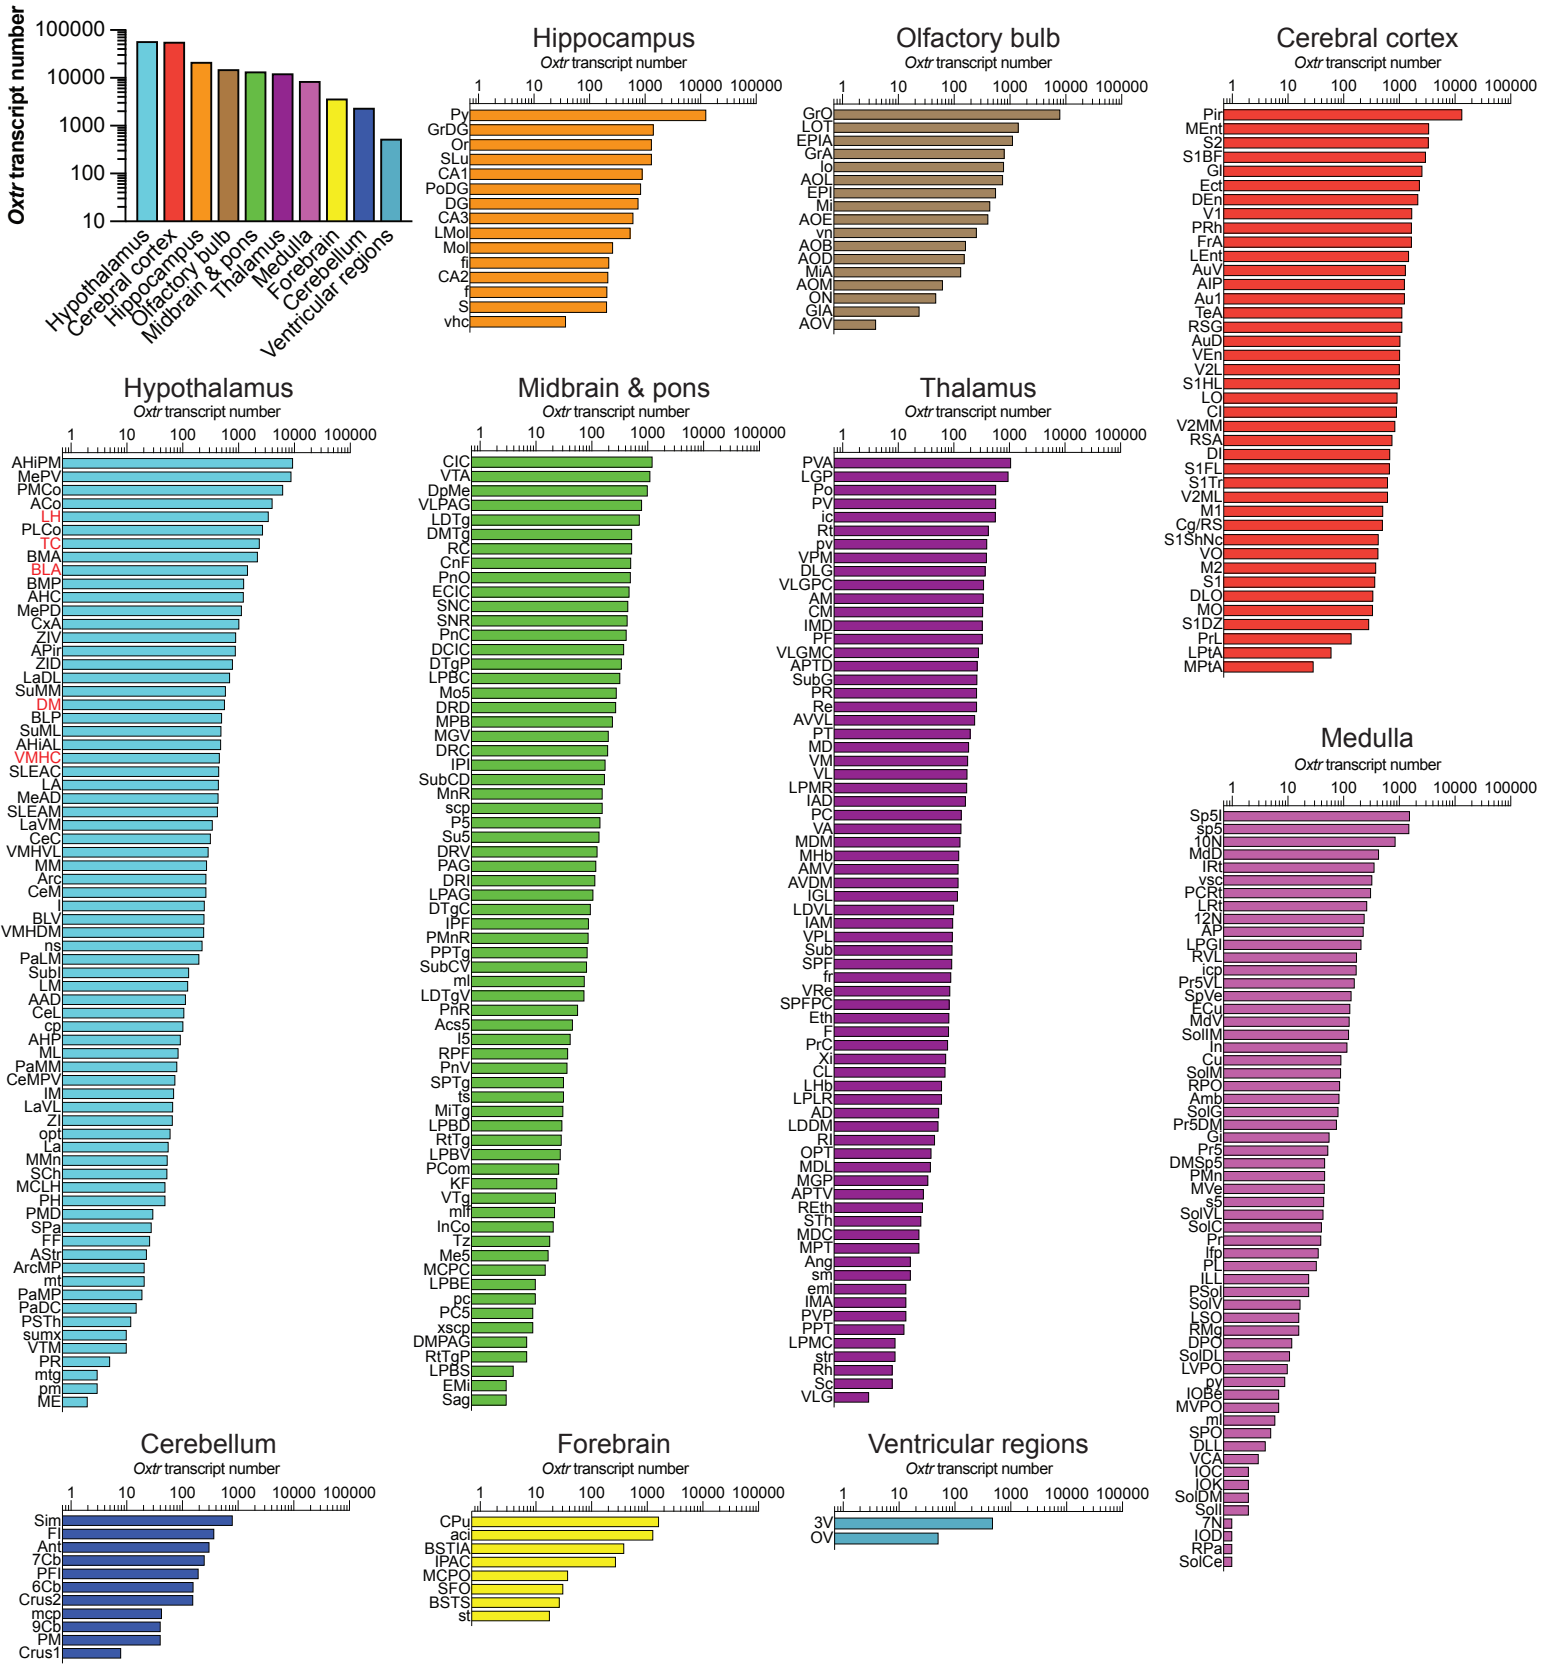 Oxtr transcript number
100000
10000
1000
100
10
Hypothalamus
Cerebral cortex
Hippocampus
Olfactory bulb
Midbrain & pons
Thalamus
Medulla
Forebrain
Cerebellum
Ventricular regions
Hippocampus
Oxtr transcript number
1 10 100 1000 10000 100000
Py
GrDG
Or
SLu
CA1
PoDG
DG
CA3
LMol
Mol
fi
CA2
f
S
vhc
Olfactory bulb
Oxtr transcript number
1 10 100 1000 10000 100000
GrO
LOT
EPIA
GrA
lo
AOL
EPI
Mi
AOE
vn
AOB
AOD
MiA
AOM
ON
GIA
AOV
Cerebral cortex
Oxtr transcript number
1 10 100 1000 10000 100000
Pir
MEnt
S2
S1BF
GI
Ect
DEn
V1
PRh
FrA
LEnt
AuV
AIP
Au1
TeA
RSG
AuD
VEn
V2L
S1HL
LO
CI
V2MM
RSA
DI
S1FL
S1Tr
V2ML
M1
Cg/RS
S1ShNc
VO
M2
S1
DLO
MO
S1DZ
PrL
LPtA
MPtA
Hypothalamus
Oxtr transcript number
1 10 100 1000 10000 100000
AHiPM
MePV
PMCo
ACo
LH
PLCo
TC
BMA
BLA
BMP
AHC
MePD
CxA
ZIV
APir
ZID
LaDL
SuMM
DM
BLP
SuML
AHiAL
VMHC
SLEAC
LA
MeAD
SLEAM
LaVM
CeC
VMHVL
MM
Arc
CeM
I
BLV
VMHDM
ns
PaLM
SubI
LM
AAD
CeL
cp
AHP
ML
PaMM
CeMPV
IM
LaVL
ZI
opt
La
MMn
SCh
MCLH
PH
PMD
SPa
FF
AStr
ArcMP
mt
PaMP
PaDC
PSTh
sumx
VTM
PR
mtg
pm
ME
Midbrain & pons
Oxtr transcript number
1 10 100 1000 10000 100000
CIC
VTA
DpMe
VLPAG
LDTg
DMTg
RC
CnF
PnO
ECIC
SNC
SNR
PnC
DCIC
DTgP
LPBC
Mo5
DRD
MPB
MGV
DRC
IPI
SubCD
MnR
scp
P5
Su5
DRV
PAG
DRI
LPAG
DTgC
IPF
PMnR
PPTg
SubCV
ml
LDTgV
PnR
Acs5
I5
RPF
PnV
SPTg
ts
MiTg
LPBD
RtTg
LPBV
PCom
KF
VTg
mlf
InCo
Tz
Me5
MCPC
LPBE
pc
PC5
xscp
DMPAG
RtTgP
LPBS
EMi
Sag
Thalamus
Oxtr transcript number
1 10 100 1000 10000 100000
PVA
LGP
Po
PV
ic
Rt
pv
VPM
DLG
VLGPC
AM
CM
IMD
PF
VLGMC
APTD
SubG
PR
Re
AVVL
PT
MD
VM
VL
LPMR
IAD
PC
VA
MDM
MHb
AMV
AVDM
IGL
LDVL
IAM
VPL
Sub
SPF
fr
VRe
SPFPC
Eth
F
PrC
Xi
CL
LHb
LPLR
AD
LDDM
RI
OPT
MDL
MGP
APTV
REth
STh
MDC
MPT
Ang
sm
eml
IMA
PVP
PPT
LPMC
str
Rh
Sc
VLG
Medulla
Oxtr transcript number
1 10 100 1000 10000 100000
Sp5I
sp5
10N
MdD
IRt
vsc
PCRt
LRt
12N
AP
LPGI
RVL
icp
Pr5VL
SpVe
ECu
MdV
SolIM
In
Cu
SolM
RPO
Amb
SolG
Pr5DM
Gi
Pr5
DMSp5
PMn
MVe
s5
SolVL
SolC
Pr
lfp
PL
ILL
PSol
SolV
LSO
RMg
DPO
SolDL
LVPO
py
IOBe
MVPO
ml
SPO
DLL
VCA
IOC
IOK
SolDM
SolI
7N
IOD
RPa
SolCe
Cerebellum
Oxtr transcript number
1 10 100 1000 10000 100000
Sim
FI
Ant
7Cb
PFI
6Cb
Crus2
mcp
9Cb
PM
Crus1
Forebrain
Oxtr transcript number
1 10 100 1000 10000 100000
CPu
aci
BSTIA
IPAC
MCPO
SFO
BSTS
st
Ventricular regions
Oxtr transcript number
1 10 100 1000 10000 100000
3V
OV